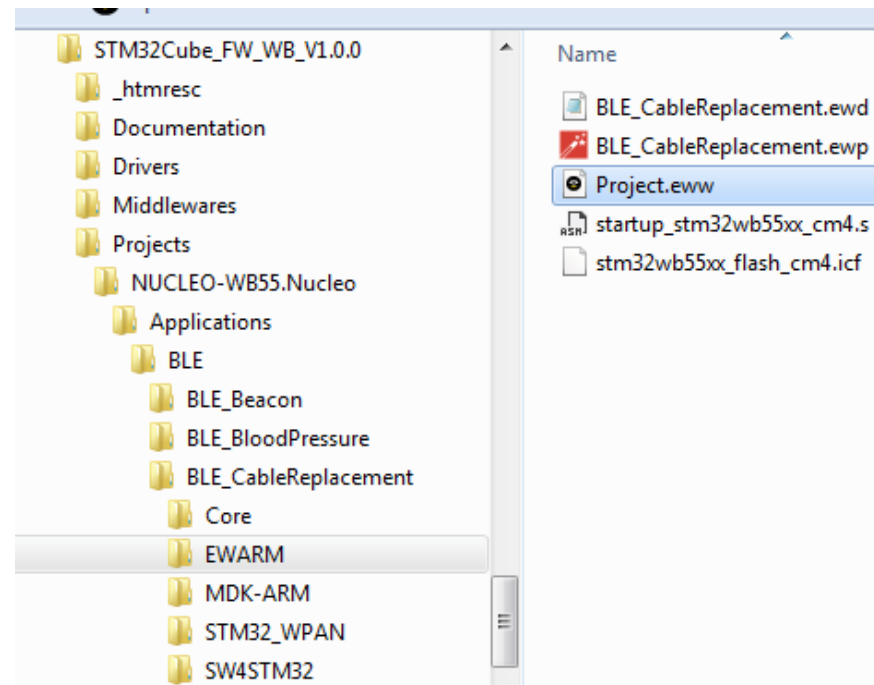 STM32Cube_FW_WB_V1.0.0
_htmresc
Documentation
Drivers
Middlewares
Projects
NUCLEO-WB55.Nucleo
Applications
BLE
BLE_Beacon
BLE_BloodPressure
BLE_CableReplacement
Core
EWARM
MDK-ARM
STM32_WPAN
SW4STM32
Name
BLE_CableReplacement.ewd
BLE_CableReplacement.ewp
Project.eww
ASM
startup_stm32wb55xx_cm4.s
stm32wb55xx_flash_cm4.icf